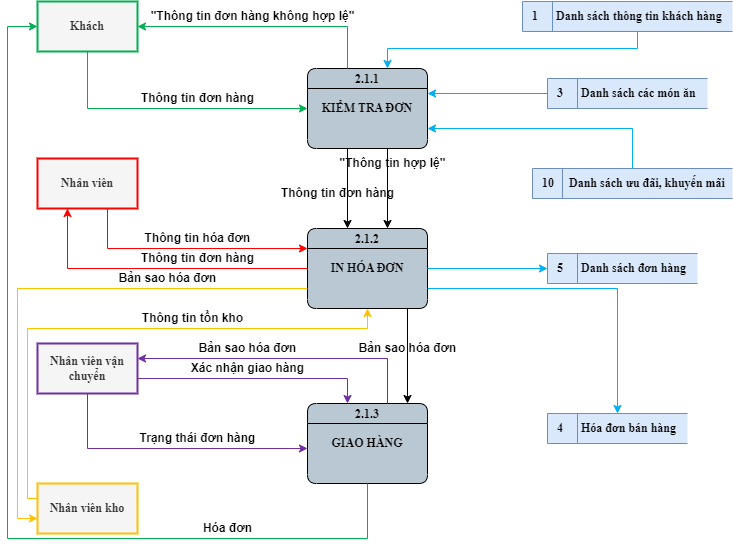 Khách
"Thông tin đơn hàng không hợp lệ"
1 Danh sách thông tin khách hàng
2.1.1
KIỂM TRA ĐƠN
Thông tin đơn hàng
3 Danh sách các món ăn
"Thông tin hợp lệ"
10 Danh sách ưu đãi, khuyến mãi
Nhân viên
Thông tin đơn hàng
2.1.2
IN HÓA ĐƠN
Thông tin hóa đơn
Thông tin đơn hàng
5 Danh sách đơn hàng
Bản sao hóa đơn
Thông tin tồn kho
Bản sao hóa đơn
Bản sao hóa đơn
Nhân viên vận
chuyển
Xác nhận giao hàng
2.1.3
GIAO HÀNG
Trạng thái đơn hàng
4 Hóa đơn bán hàng
Nhân viên kho
Hóa đơn